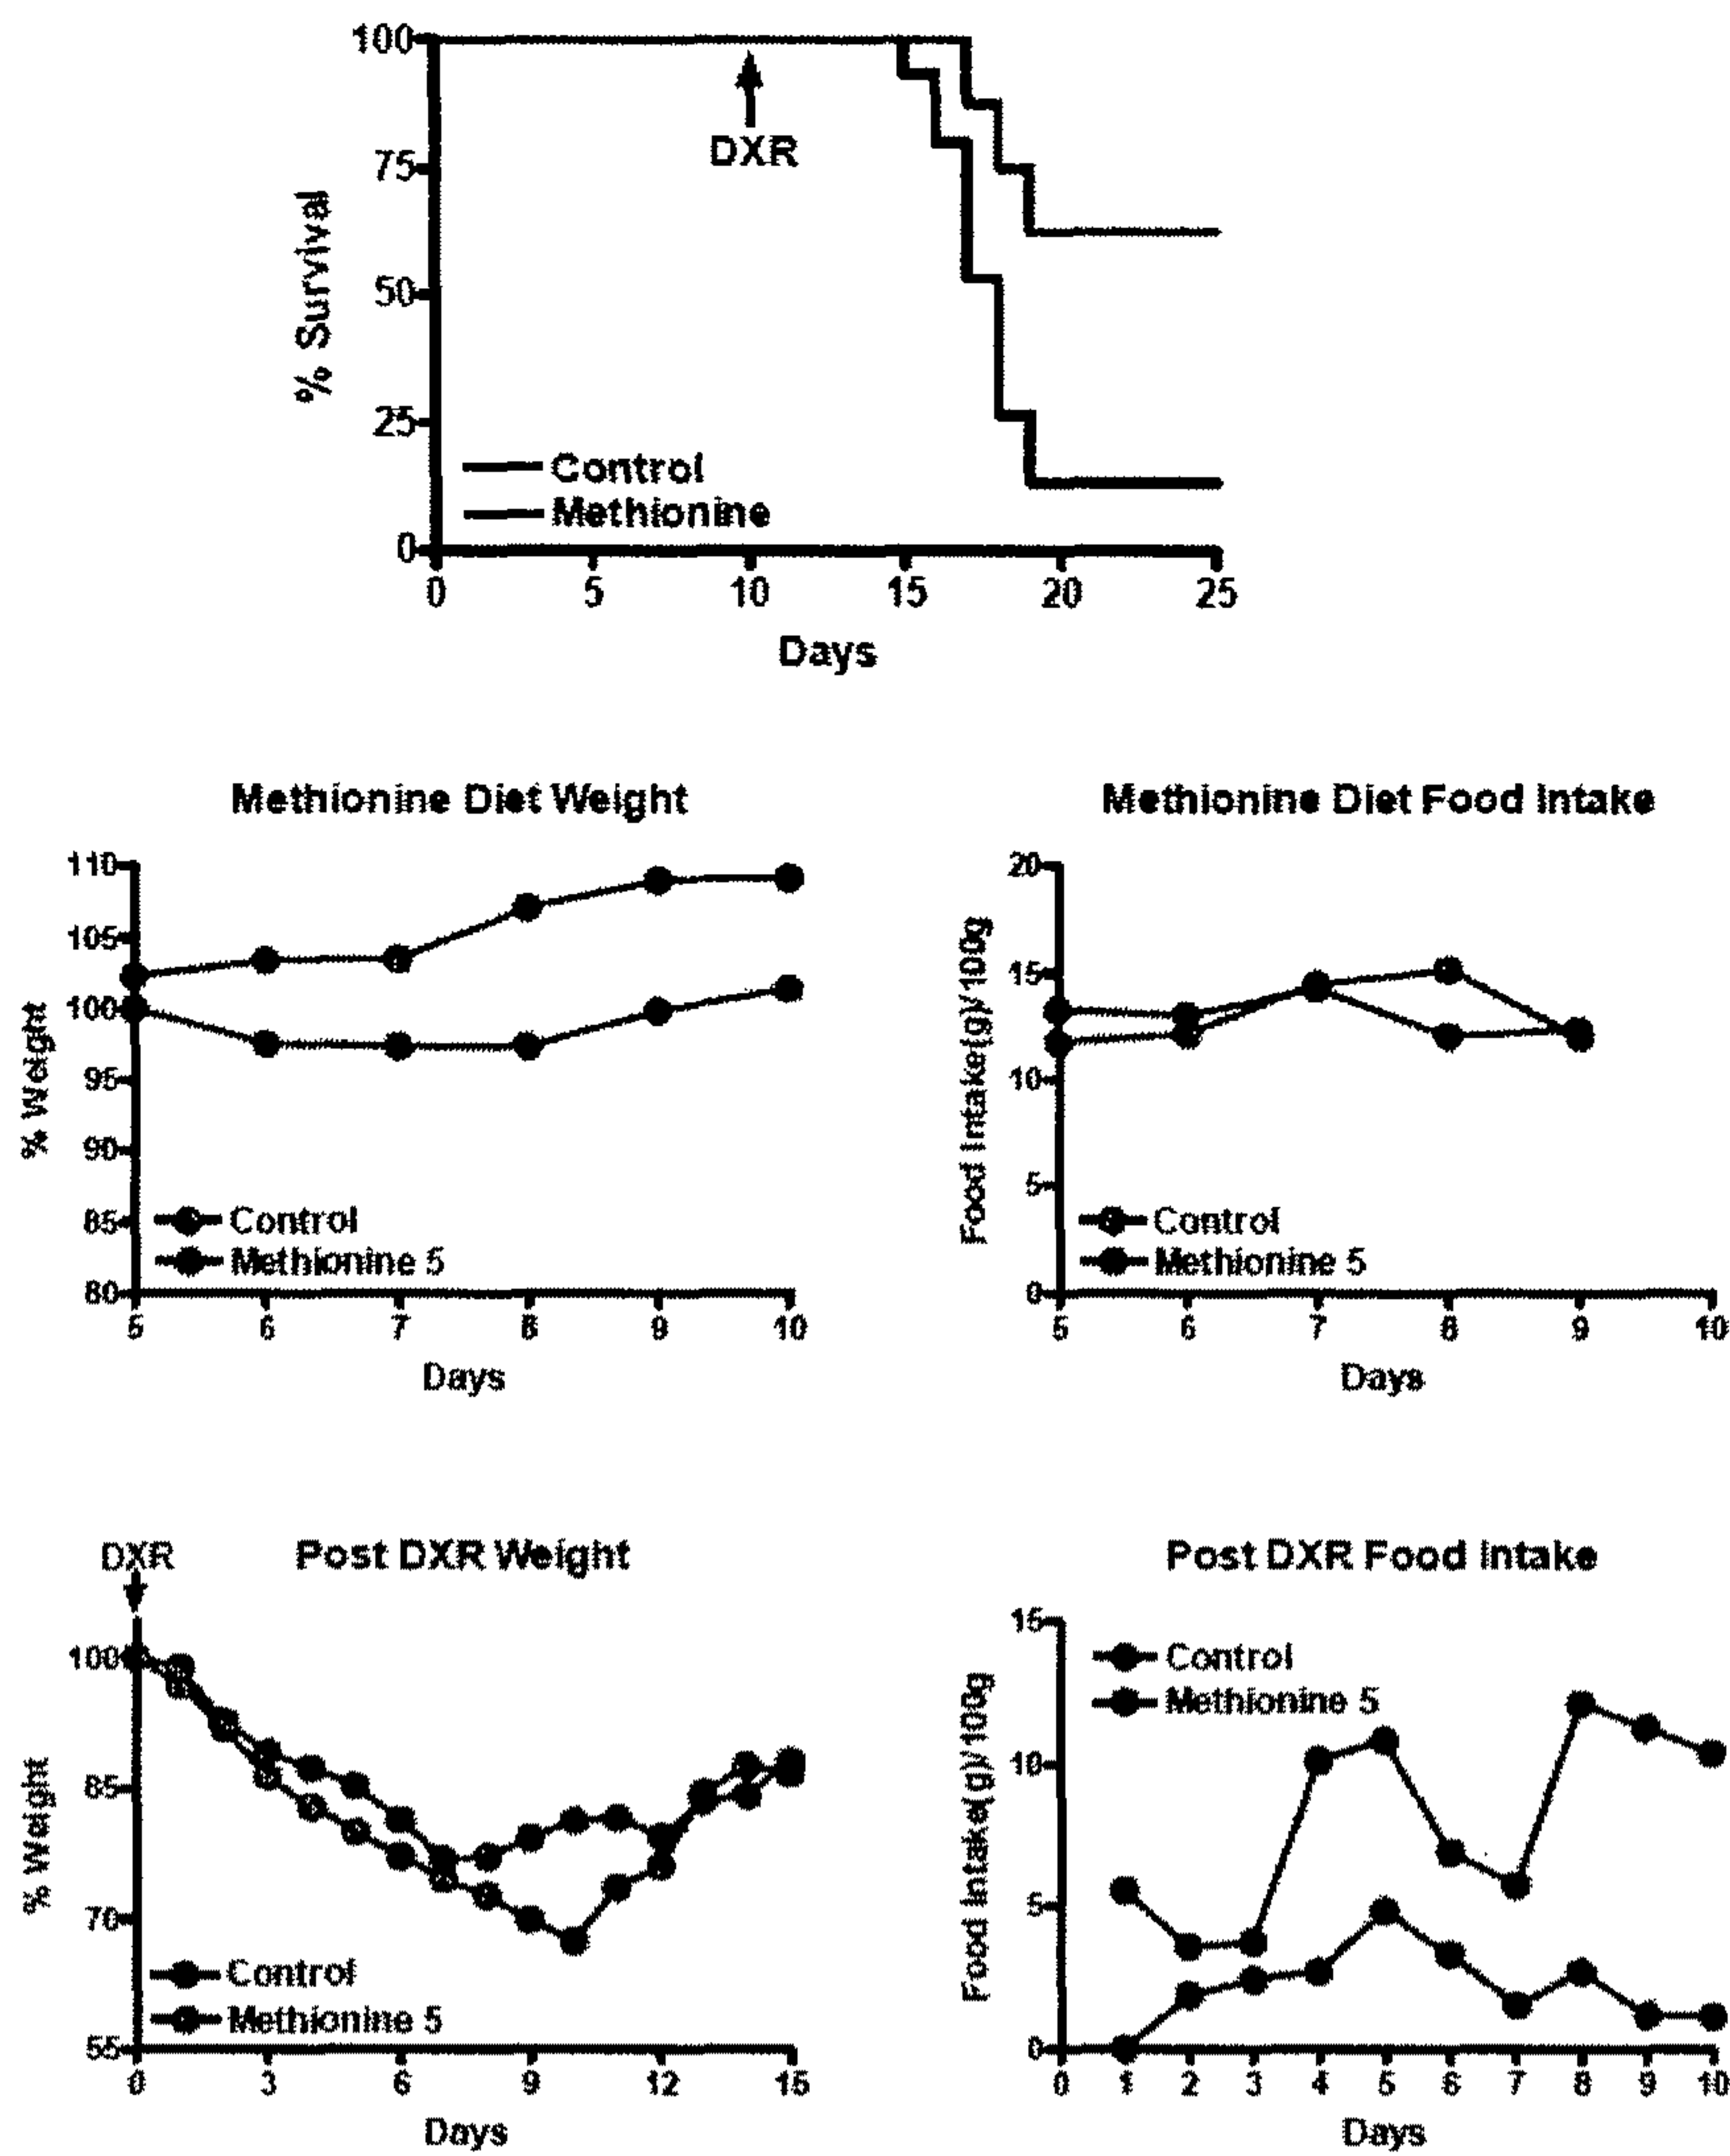 100
75
50
25
0
% Survival
DXR
Control
Methionine
0 5 10 15 20 25
Days
Methionine Diet Weight
110
105
100
95
90
85
80
% Weight
Control
Methionine 5
5 6 7 8 9 10
Days
Methionine Diet Food Intake
20
15
10
5
0
Food Intake(g)/100g
Control
Methionine 5
5 6 7 8 9 10
Days
DXR
Post DXR Weight
100
85
70
55
% Weight
Control
Methionine 5
0 3 6 9 12 15
Days
Post DXR Food Intake
15
10
5
0
Food Intake(g)/100g
Control
Methionine 5
0 1 2 3 4 5 6 7 8 9 10
Days